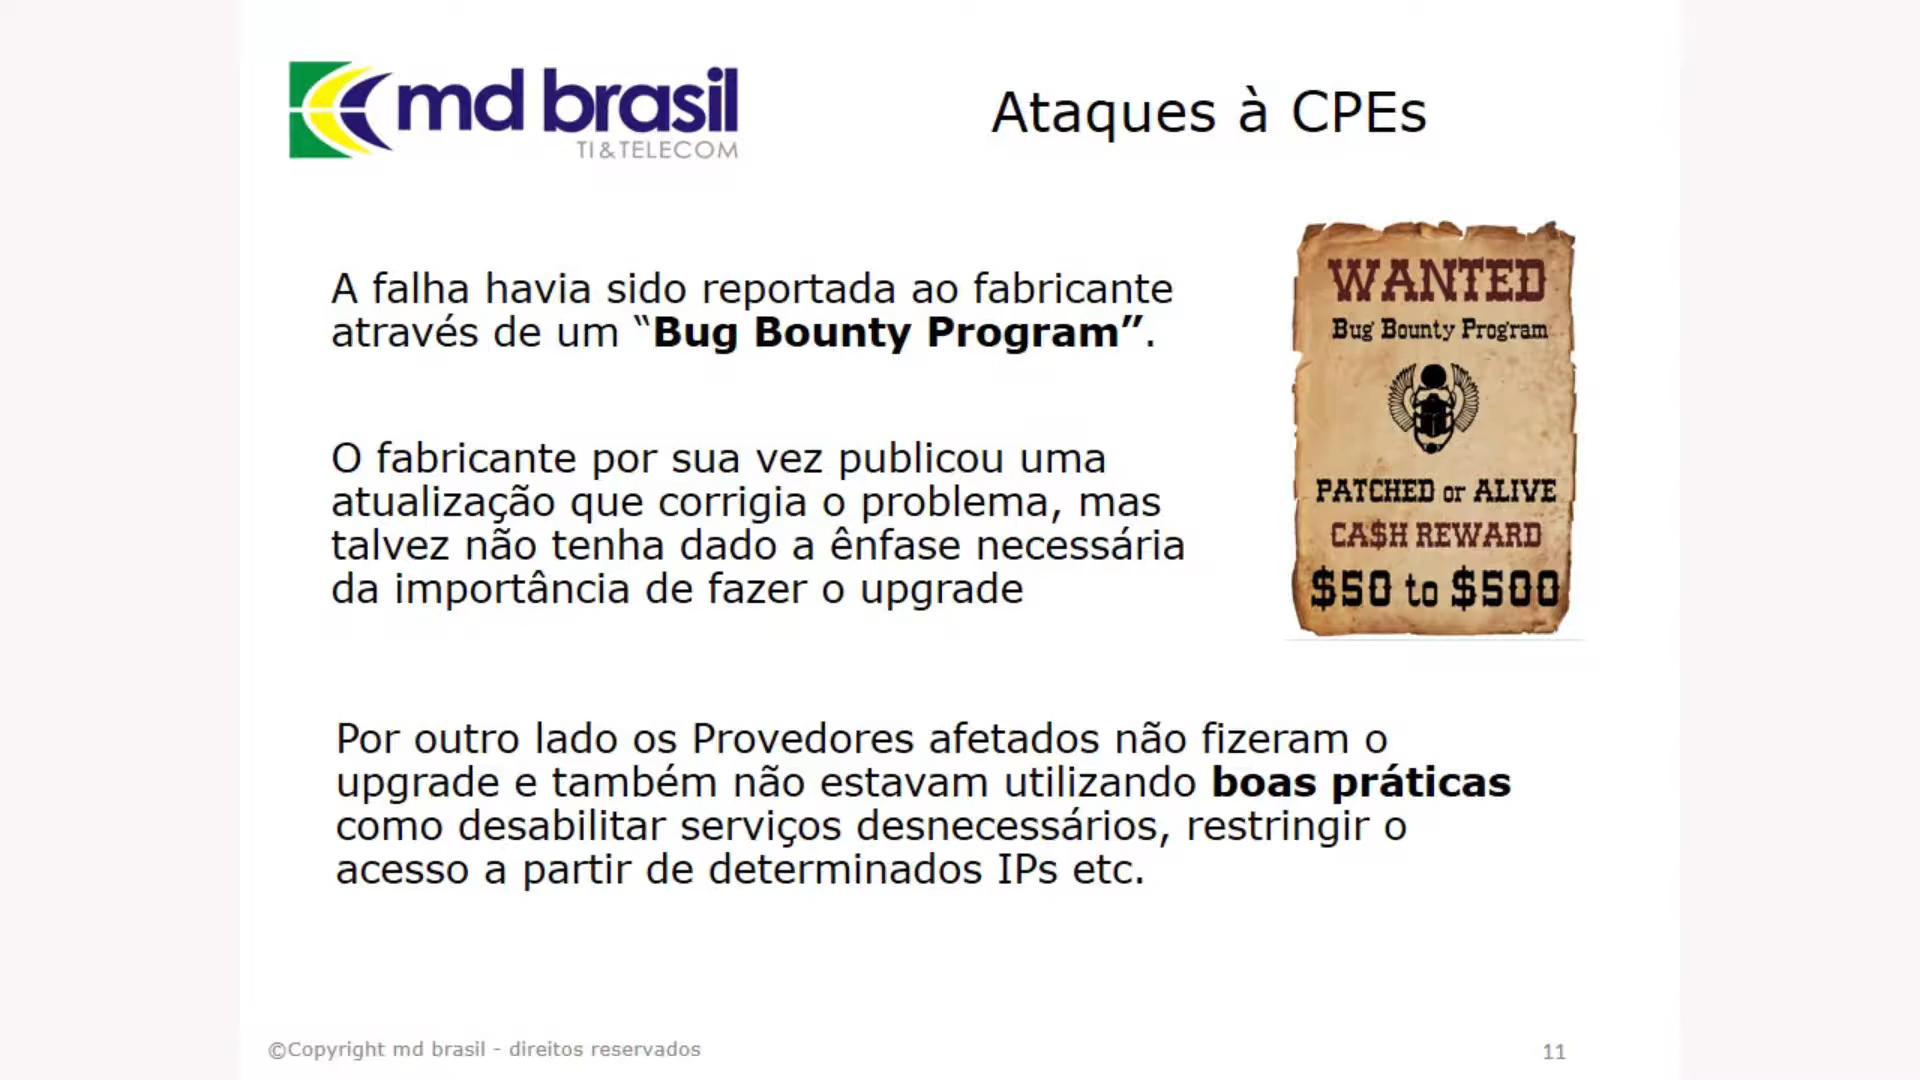 md brasil
TI & TELECOM
Ataques à CPEs
A falha havia sido reportada ao fabricante
através de um “Bug Bounty Program”.
O fabricante por sua vez publicou uma
atualização que corrigia o problema, mas
talvez não tenha dado a ênfase necessária
da importância de fazer o upgrade
WANTED
Bug Bounty Program
PATCHED or ALIVE
CA$H REWARD
$50 to $500
Por outro lado os Provedores afetados não fizeram o
upgrade e também não estavam utilizando boas práticas
como desabilitar serviços desnecessários, restringir o
acesso a partir de determinados IPs etc.
©Copyright md brasil - direitos reservados
11